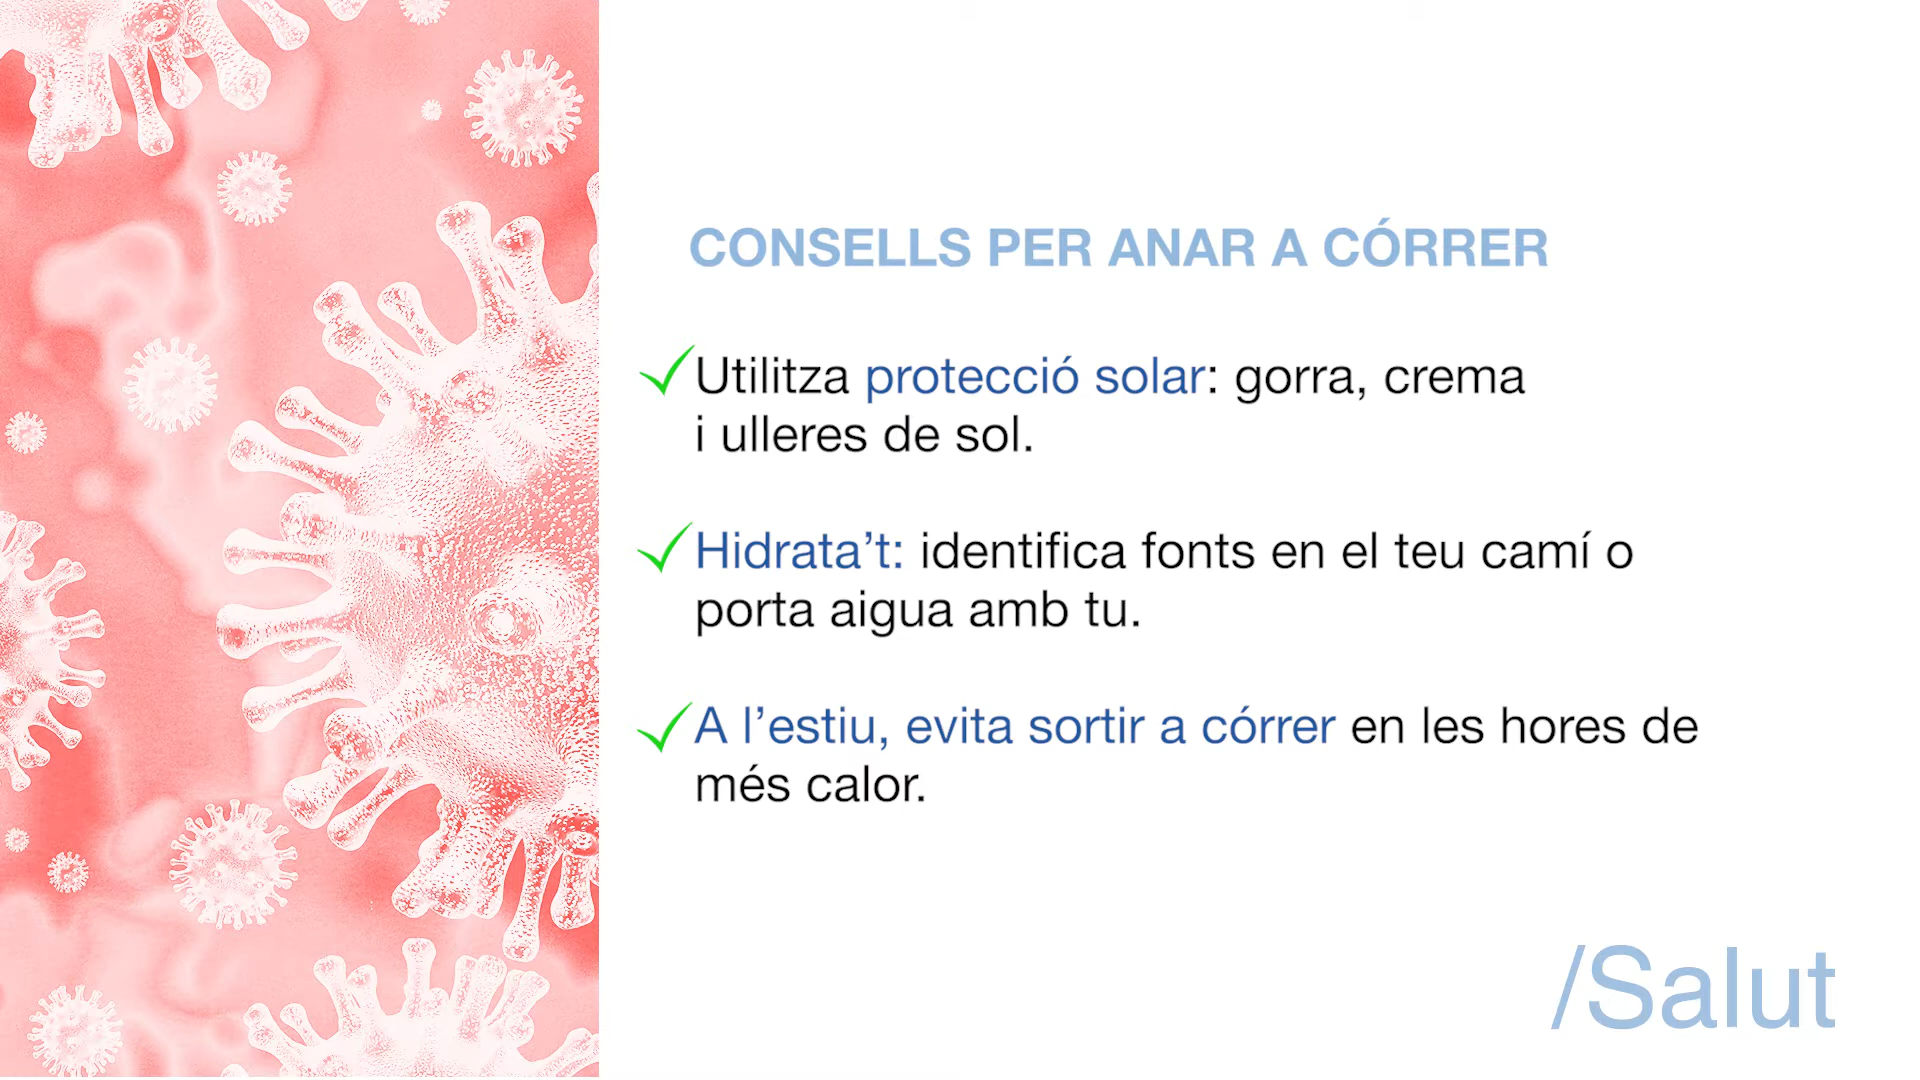 CONSELLS PER ANAR A CÓRRER
Utilitza protecció solar: gorra, crema
i ulleres de sol.
Hidrata’t: identifica fonts en el teu camí o
porta aigua amb tu.
A l’estiu, evita sortir a córrer en les hores de
més calor.
/Salut